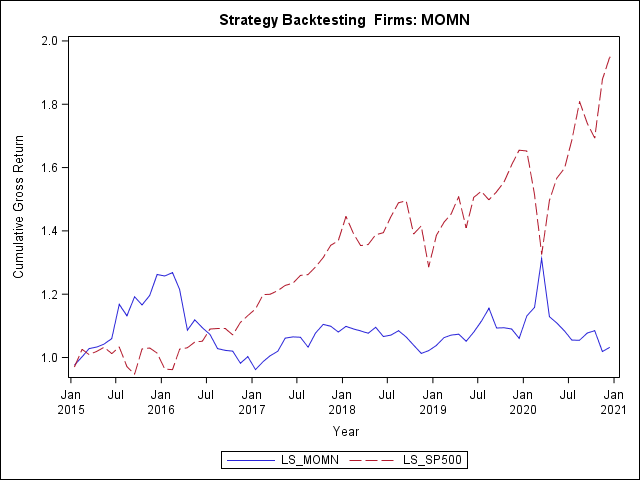 Strategy Backtesting  Firms: MOMN
2.0
1.8
1.6
1.4
1.2
1.0
Cumulative Gross Return
Jan Jul Jan Jul Jan Jul Jan Jul Jan Jul Jan Jul Jan
2015 2016 2017 2018 2019 2020 2021
Year
LS_MOMN LS_SP500